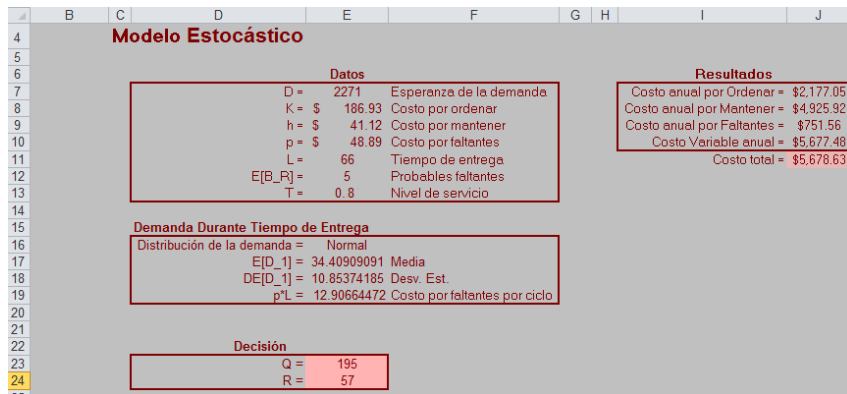 B C D E F G H I J
4 Modelo Estocástico
5
6 Datos Resultados
7 D = 2271 Esperanza de la demanda Costo anual por Ordenar = $2,177.05
8 K = $ 186.93 Costo por ordenar Costo anual por Mantener = $4,925.92
9 h = $ 41.12 Costo por mantener Costo anual por Faltantes = $751.56
10 p = $ 48.89 Costo por faltantes Costo Variable anual = $5,677.48
11 L = 66 Tiempo de entrega Costo total = $5,678.63
12 E[B_R] = 5 Probables faltantes
13 T = 0.8 Nivel de servicio
14
15 Demanda Durante Tiempo de Entrega
16 Distribución de la demanda = Normal
17 E[D_1] = 34.40909091 Media
18 DE[D_1] = 10.85374185 Desv. Est.
19 p*L = 12.90664472 Costo por faltantes por ciclo
20
21
22 Decisión
23 Q = 195
24 R = 57